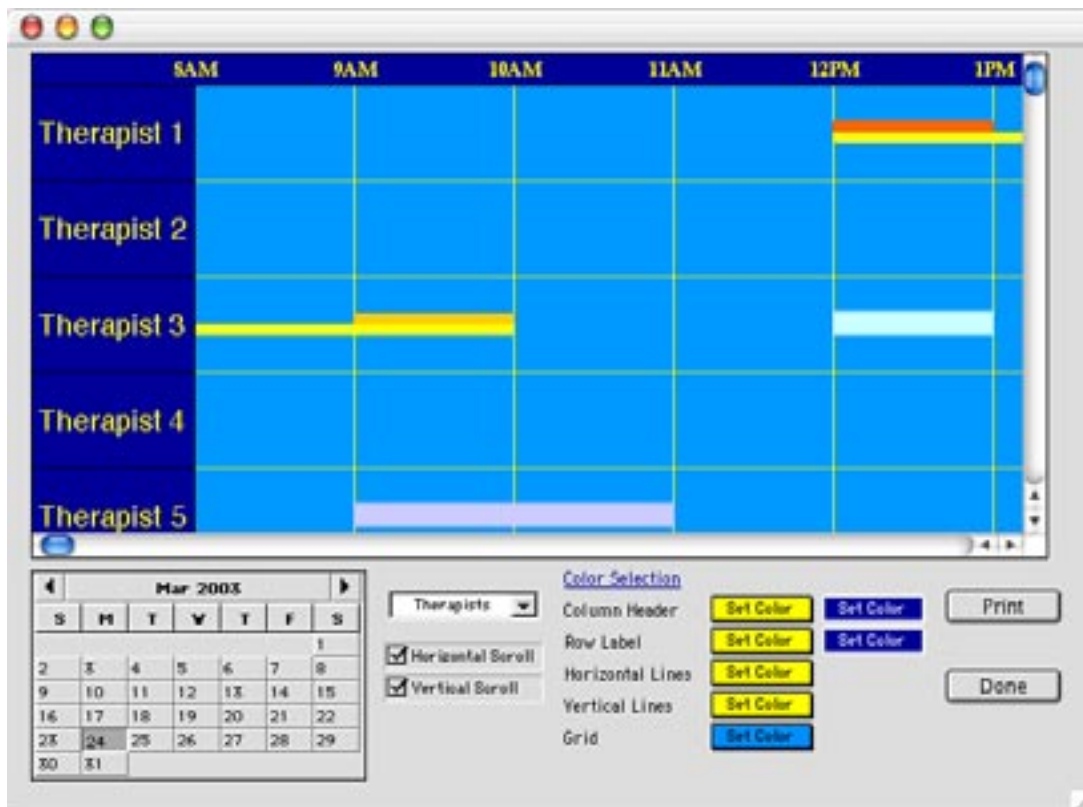 8AM 9AM 10AM 11AM 12PM 1PM
Therapist 1
Therapist 2
Therapist 3
Therapist 4
Therapist 5
Mar 2003
S M T W T F S
1
2 3 4 5 6 7 8
9 10 11 12 13 14 15
16 17 18 19 20 21 22
23 24 25 26 27 28 29
30 31
Therapists
Horizontal Scroll
Vertical Scroll
Color Selection
Column Header Set Color Set Color
Row Label Set Color Set Color
Horizontal Lines Set Color
Vertical Lines Set Color
Grid Set Color
Print
Done